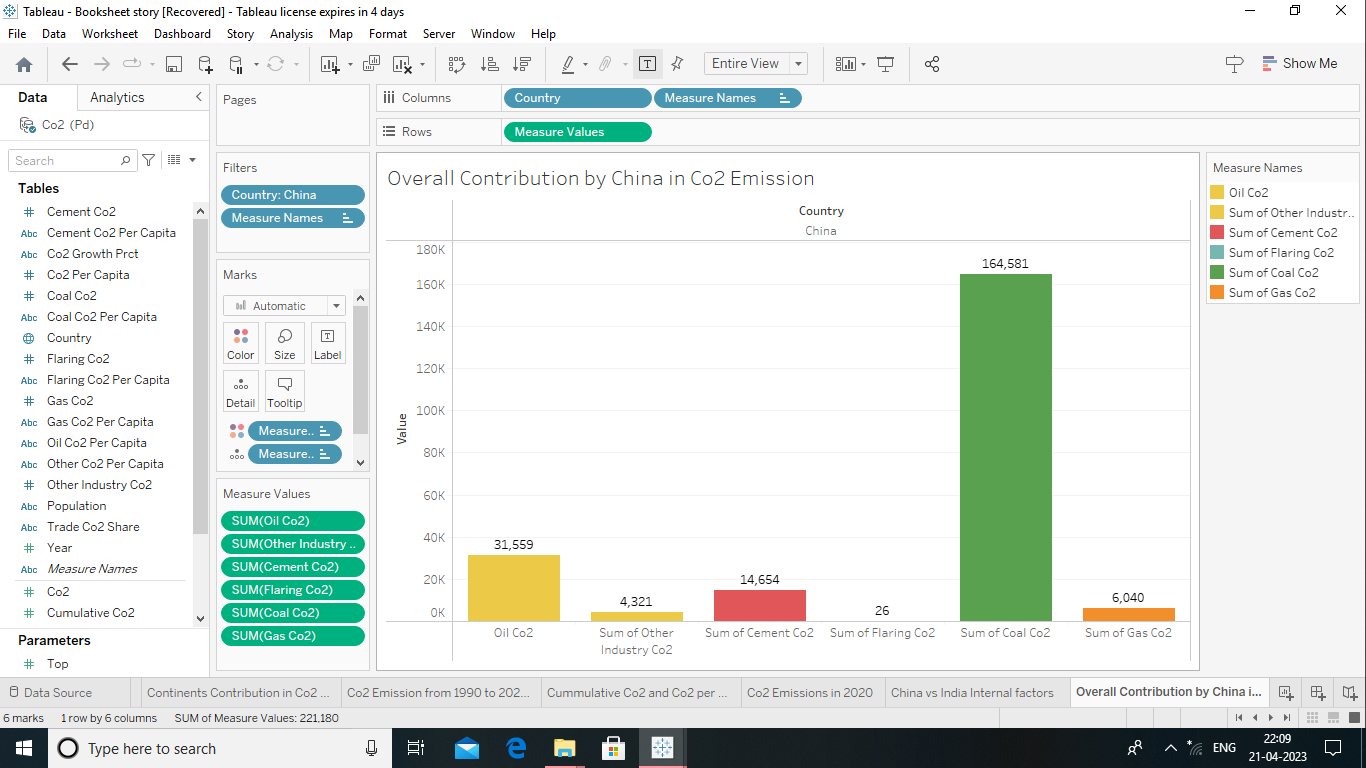 Tableau - Booksheet story [Recovered] - Tableau license expires in 4 days
File Data Worksheet Dashboard Story Analysis Map Format Server Window Help
Entire View
Show Me
Data Analytics
Co2 (Pd)
Search
Tables
Cement Co2
Abc Cement Co2 Per Capita
Abc Co2 Growth Prct
Co2 Per Capita
Coal Co2
Abc Coal Co2 Per Capita
Country
Flaring Co2
Abc Flaring Co2 Per Capita
Gas Co2
Abc Gas Co2 Per Capita
Abc Oil Co2 Per Capita
Abc Other Co2 Per Capita
Other Industry Co2
Abc Population
Abc Trade Co2 Share
Year
Abc Measure Names
Co2
Cumulative Co2
Parameters
Top
Pages
Filters
Country: China
Measure Names
Marks
Automatic
Color Size Label
Detail Tooltip
Measure..
Measure..
Measure Values
SUM(Oil Co2)
SUM(Other Industry ..
SUM(Cement Co2)
SUM(Flaring Co2)
SUM(Coal Co2)
SUM(Gas Co2)
Columns Country Measure Names
Rows Measure Values
Overall Contribution by China in Co2 Emission
Country
China
Value
180K
160K
140K
120K
100K
80K
60K
40K
20K
0K
31,559
4,321
14,654
26
164,581
6,040
Oil Co2
Sum of Other
Industry Co2
Sum of Cement Co2
Sum of Flaring Co2
Sum of Coal Co2
Sum of Gas Co2
Measure Names
Oil Co2
Sum of Other Industr..
Sum of Cement Co2
Sum of Flaring Co2
Sum of Coal Co2
Sum of Gas Co2
Data Source Continents Contribution in Co2 ... Co2 Emission from 1990 to 202... Cummulative Co2 and Co2 per ... Co2 Emissions in 2020 China vs India Internal factors Overall Contribution by China i...
6 marks 1 row by 6 columns SUM of Measure Values: 221,180
Type here to search
ENG
22:09
21-04-2023